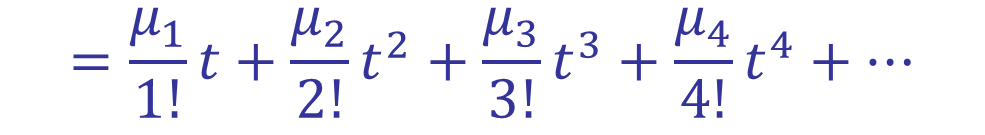 = μ₁/1! t + μ₂/2! t² + μ₃/3! t³ + μ₄/4! t⁴ + ⋯